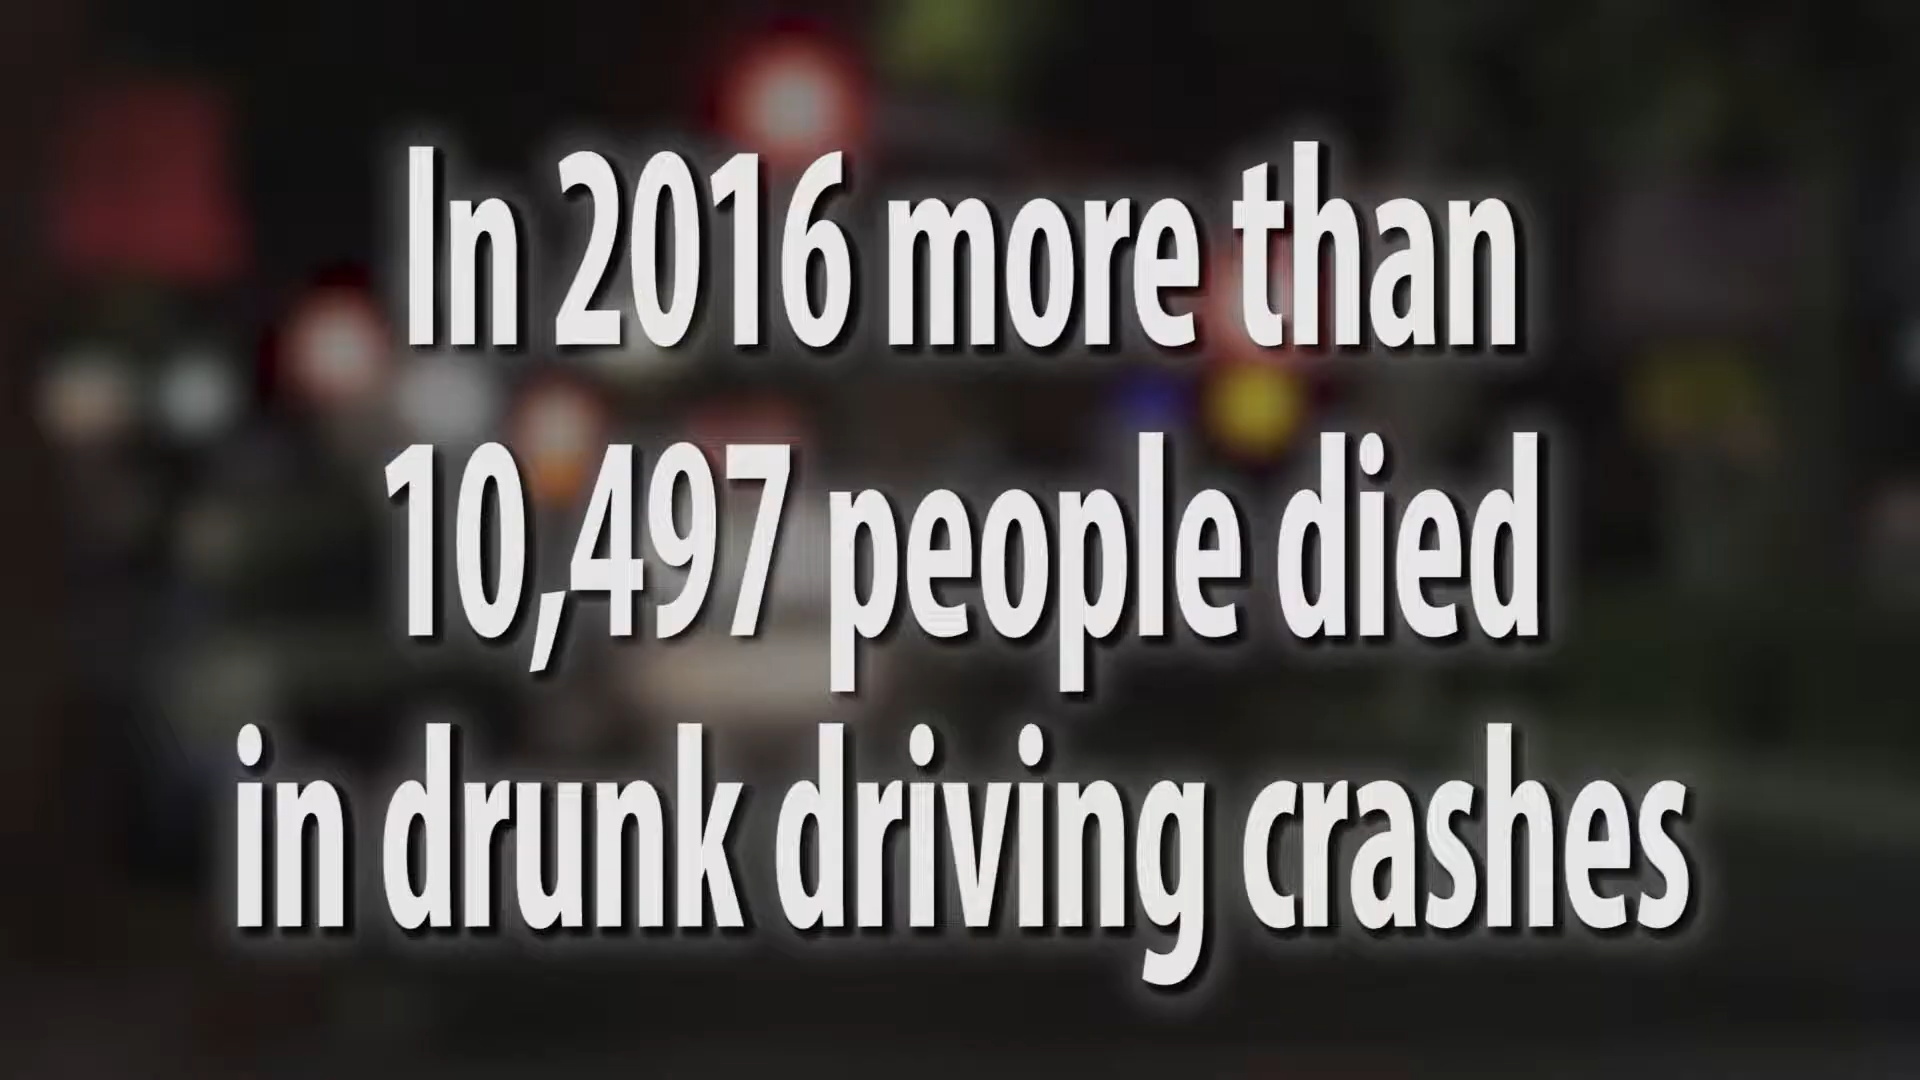 In 2016 more than
10,497 people died
in drunk driving crashes